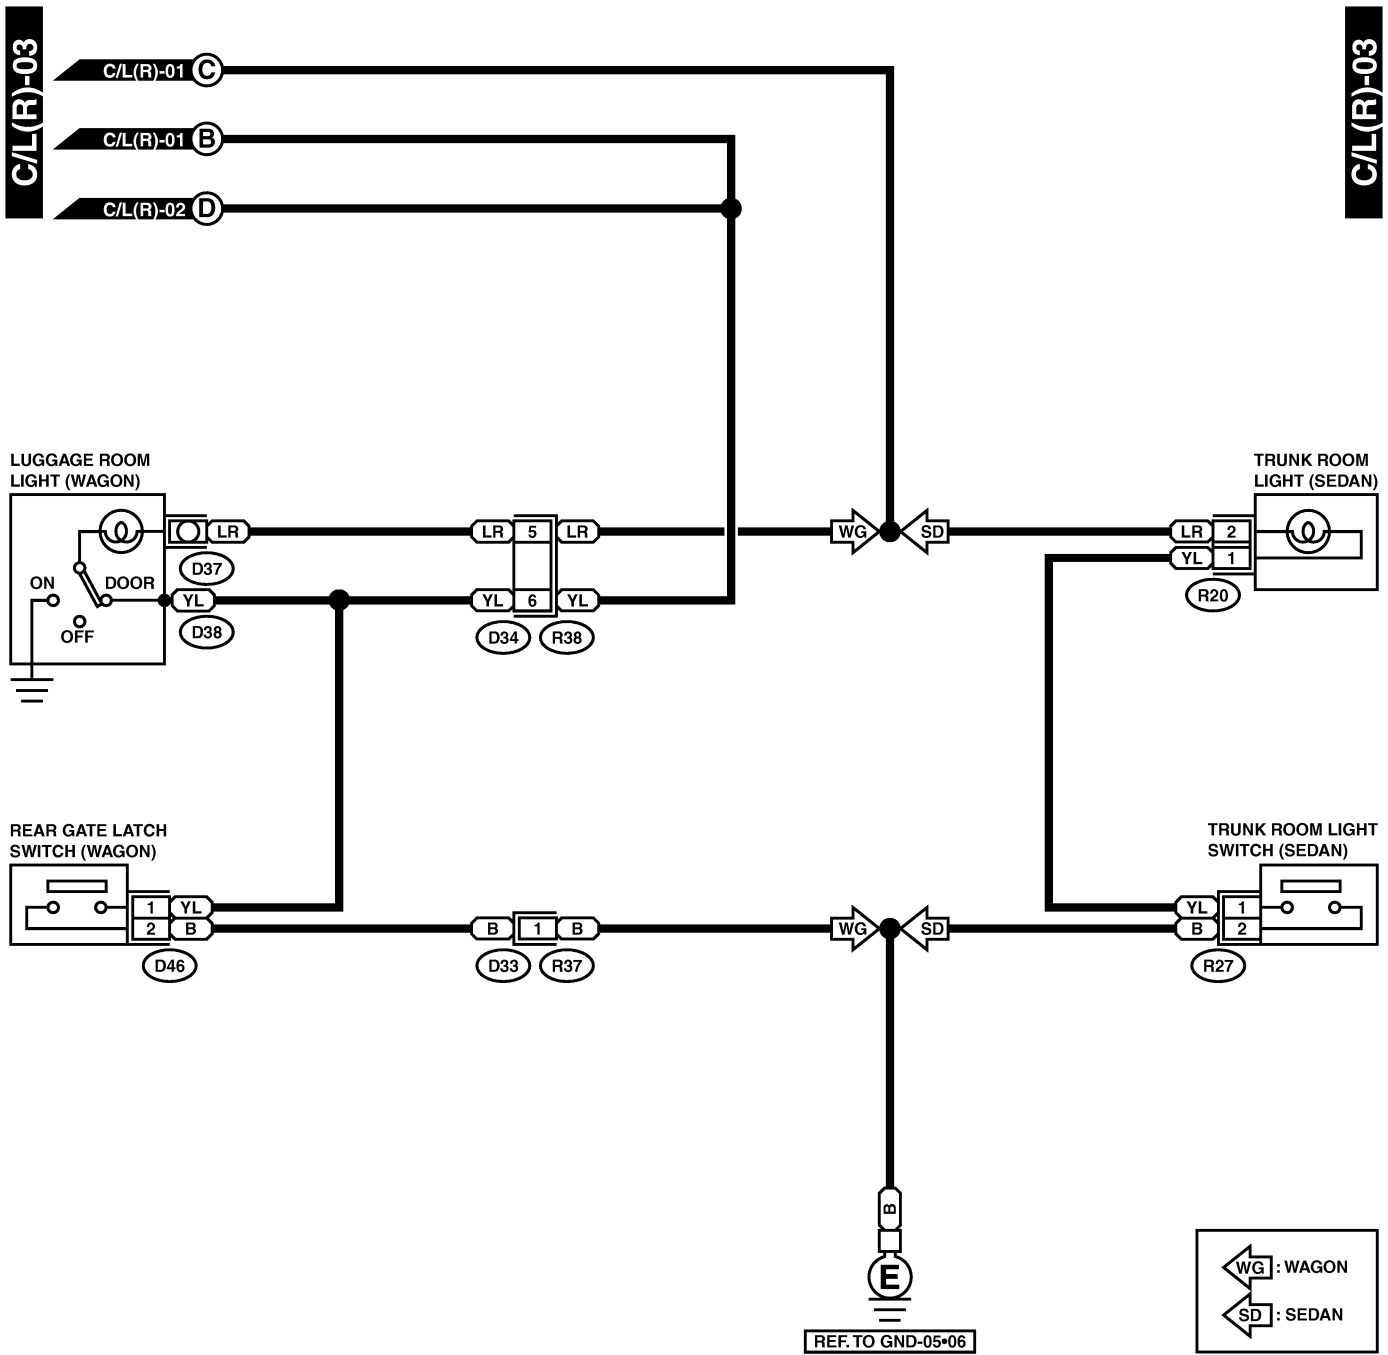 C/L(R)-03
C/L(R)-03
C/L(R)-01 C
C/L(R)-01 B
C/L(R)-02 D
LUGGAGE ROOM
LIGHT (WAGON)
TRUNK ROOM
LIGHT (SEDAN)
LR LR 5 LR WG SD LR 2
YL 1
D37
ON DOOR
YL YL 6 YL
R20
OFF
D38 D34 R38
REAR GATE LATCH
SWITCH (WAGON)
TRUNK ROOM LIGHT
SWITCH (SEDAN)
1 YL YL 1
2 B B 1 B WG SD B 2
D46 D33 R37 R27
B
E
REF. TO GND-05•06
WG : WAGON
SD : SEDAN